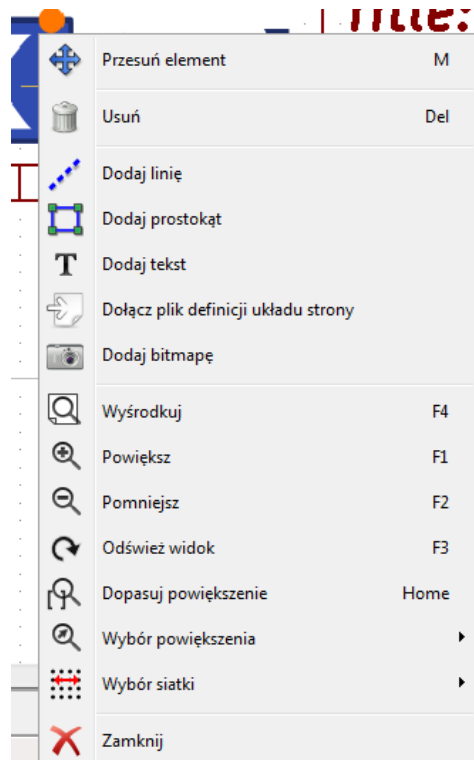 Title:
Przesuń element M
Usuń Del
Dodaj linię
Dodaj prostokąt
T Dodaj tekst
Dołącz plik definicji układu strony
Dodaj bitmapę
Wyśrodkuj F4
Powiększ F1
Pomniejsz F2
Odśwież widok F3
Dopasuj powiększenie Home
Wybór powiększenia
Wybór siatki
Zamknij